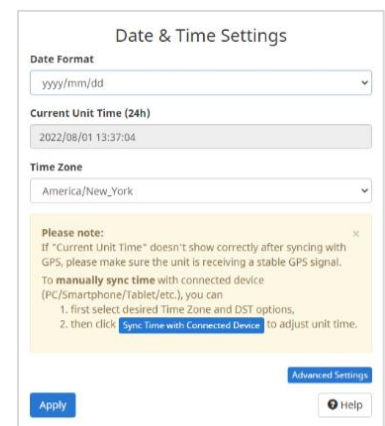 Date & Time Settings
Date Format
yyyy/mm/dd
Current Unit Time (24h)
2022/08/01 13:37:04
Time Zone
America/New_York
Please note: ×
If "Current Unit Time" doesn't show correctly after syncing with
GPS, please make sure the unit is receiving a stable GPS signal.
To manually sync time with connected device
(PC/Smartphone/Tablet/etc.), you can
1. first select desired Time Zone and DST options,
2. then click Sync Time with Connected Device to adjust unit time.
Advanced Settings
Apply
Help